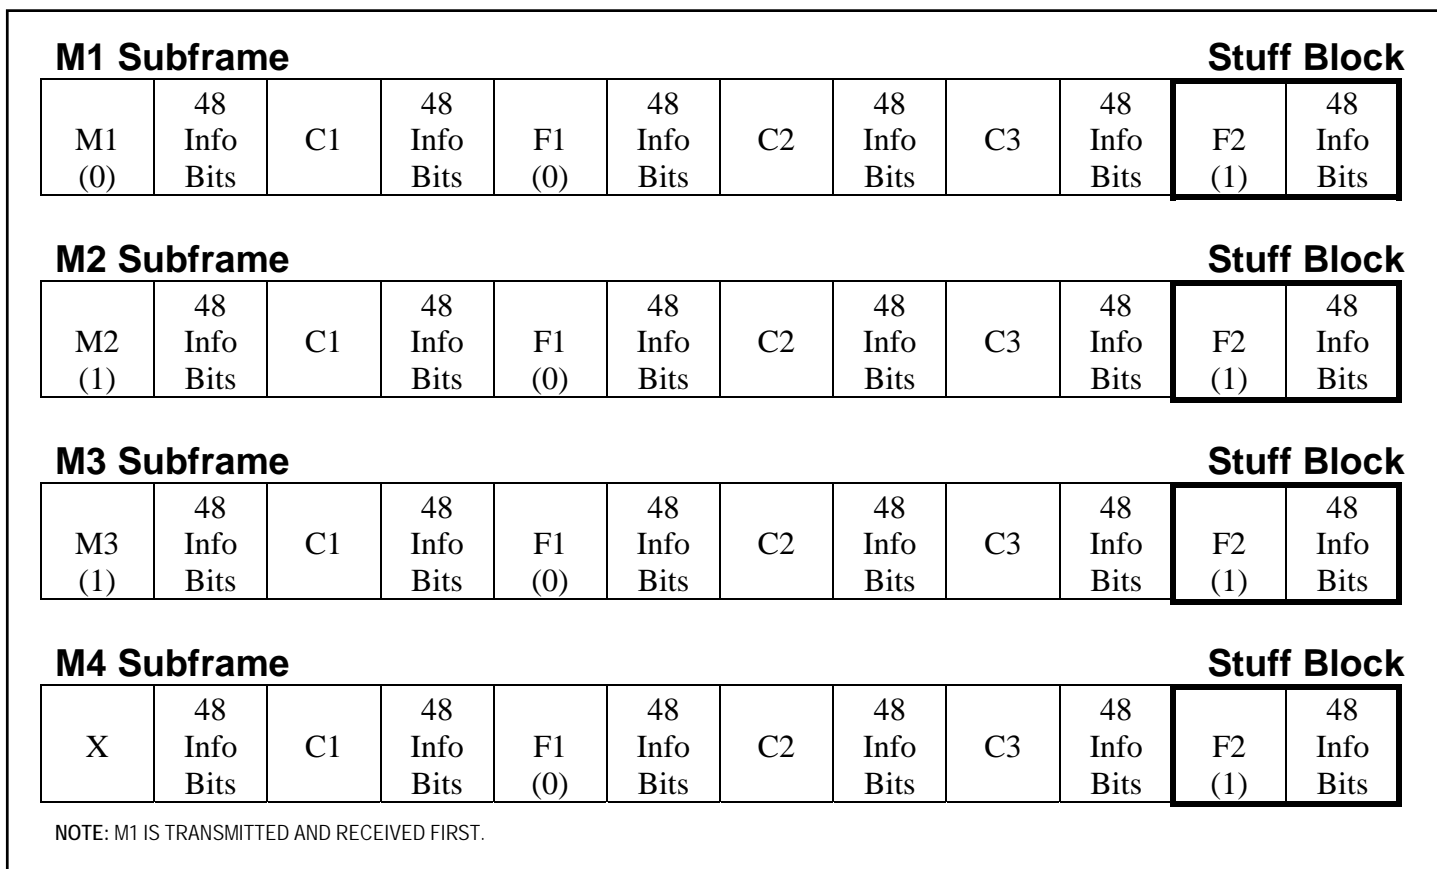 M1 Subframe Stuff Block
48 48 48 48 48 48
M1 Info C1 Info F1 Info C2 Info C3 Info F2 Info
(0) Bits Bits (0) Bits Bits Bits (1) Bits
M2 Subframe Stuff Block
48 48 48 48 48 48
M2 Info C1 Info F1 Info C2 Info C3 Info F2 Info
(1) Bits Bits (0) Bits Bits Bits (1) Bits
M3 Subframe Stuff Block
48 48 48 48 48 48
M3 Info C1 Info F1 Info C2 Info C3 Info F2 Info
(1) Bits Bits (0) Bits Bits Bits (1) Bits
M4 Subframe Stuff Block
48 48 48 48 48 48
X Info C1 Info F1 Info C2 Info C3 Info F2 Info
Bits Bits (0) Bits Bits Bits (1) Bits
NOTE: M1 IS TRANSMITTED AND RECEIVED FIRST.